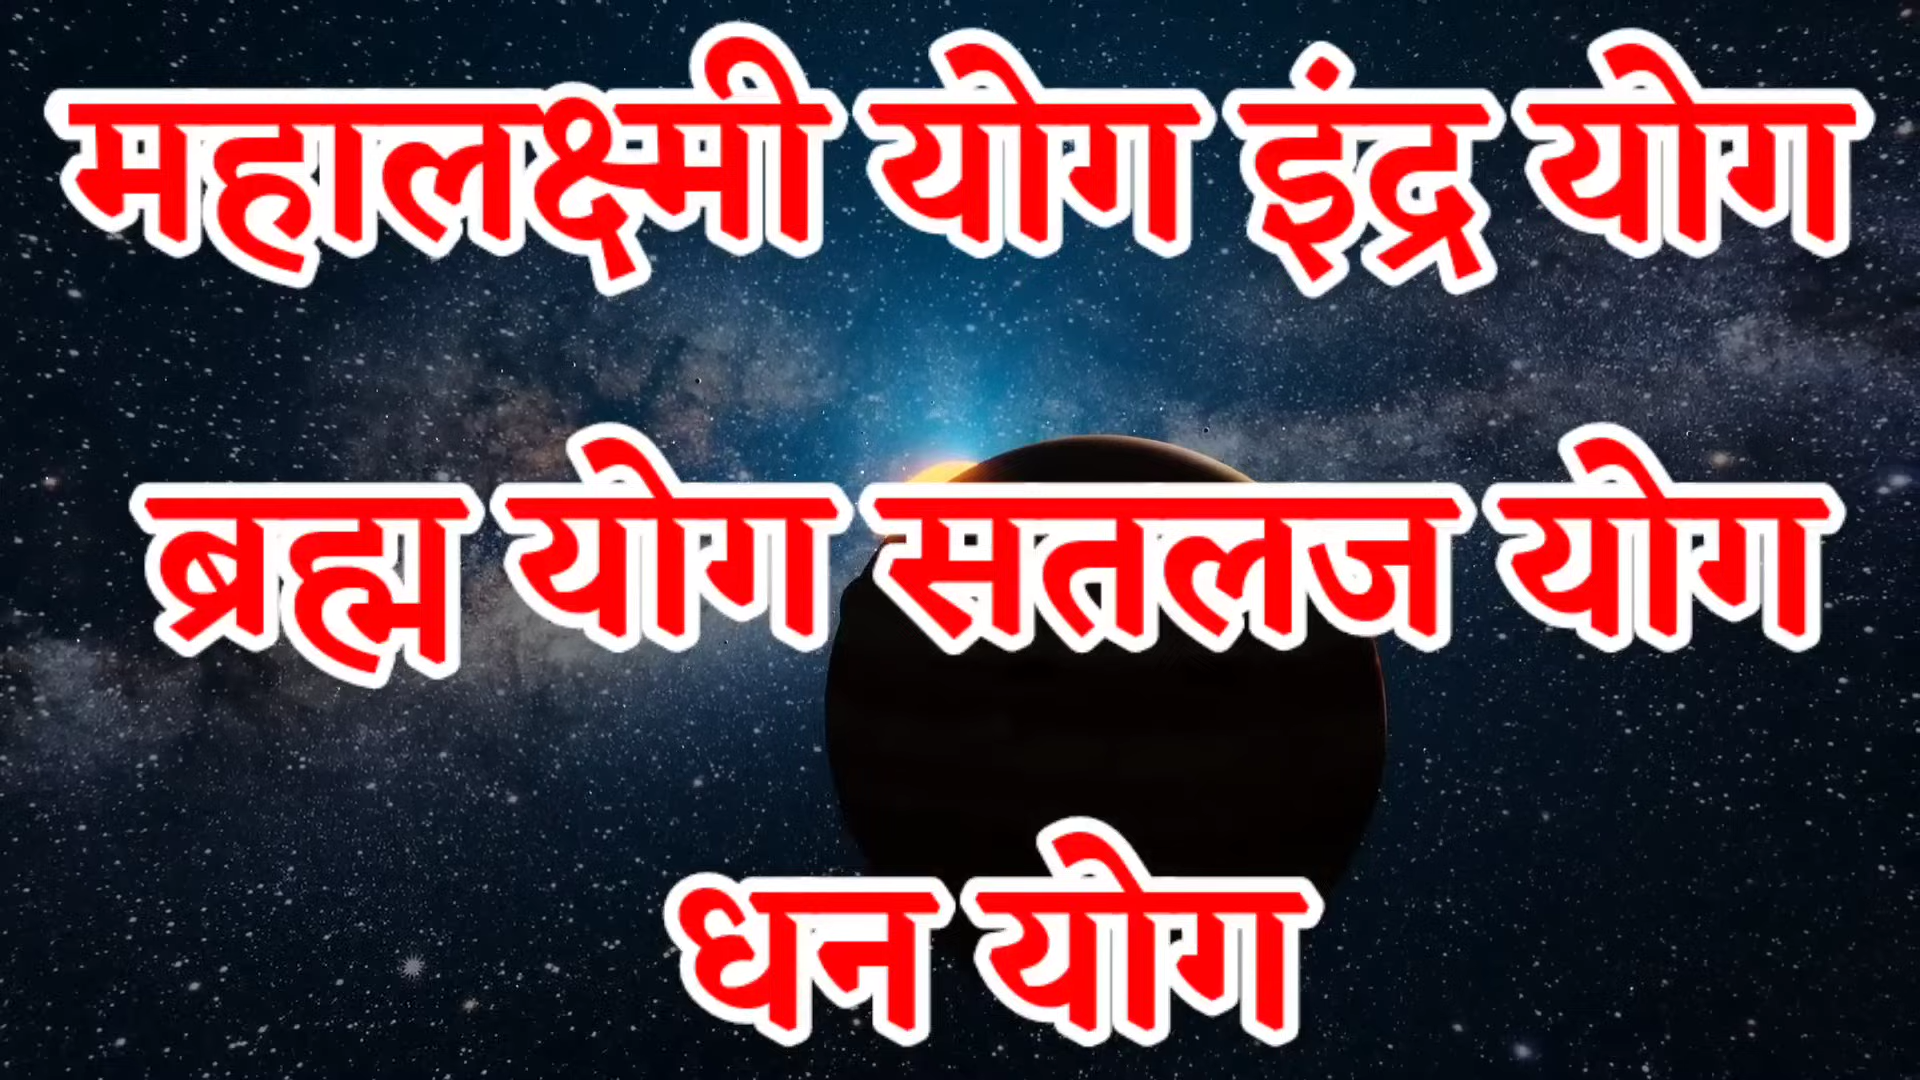 महालक्ष्मी योग इंद्र योग
ब्रह्म योग सतलज योग
धन योग